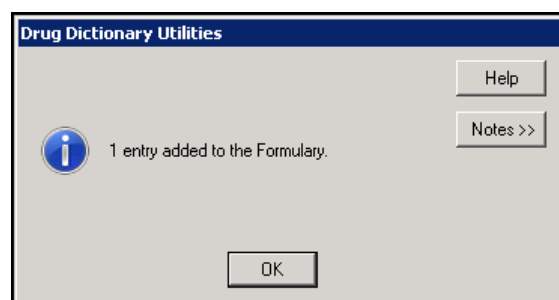 Drug Dictionary Utilities
Help
1 entry added to the Formulary.
Notes >>
OK